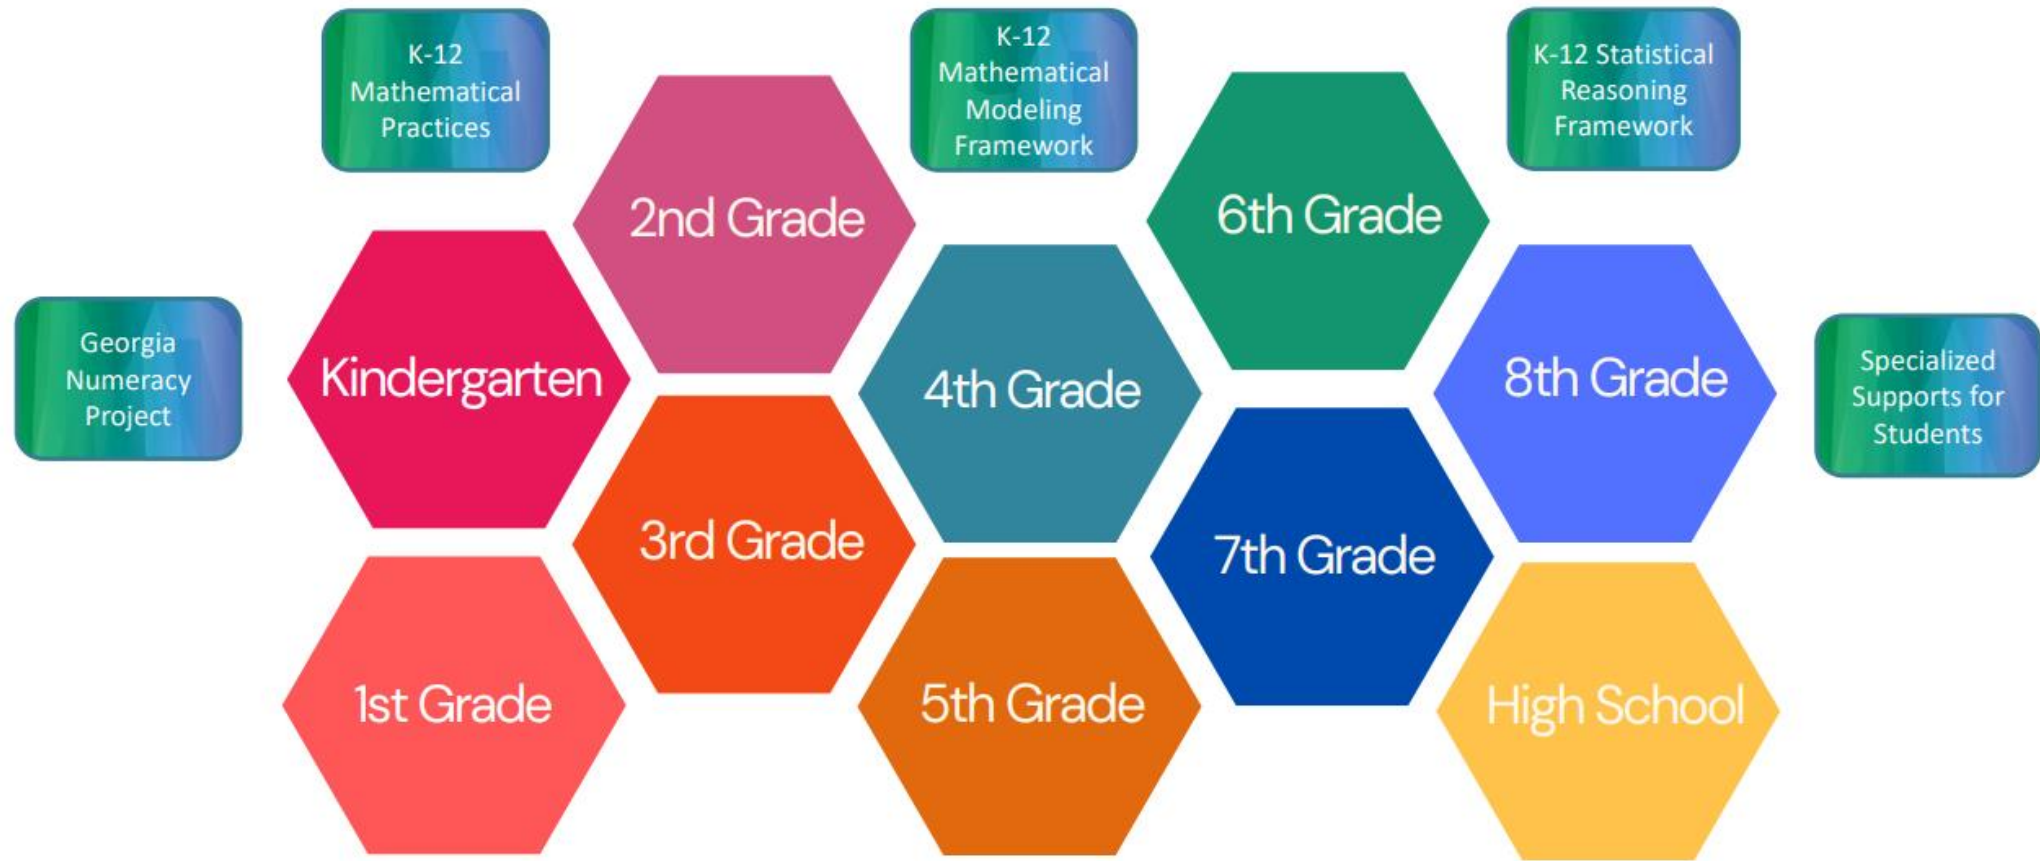 K-12
Mathematical
Practices
K-12
Mathematical
Modeling
Framework
K-12 Statistical
Reasoning
Framework
2nd Grade
6th Grade
Georgia
Numeracy
Project
Kindergarten
4th Grade
8th Grade
Specialized
Supports for
Students
3rd Grade
7th Grade
1st Grade
5th Grade
High School